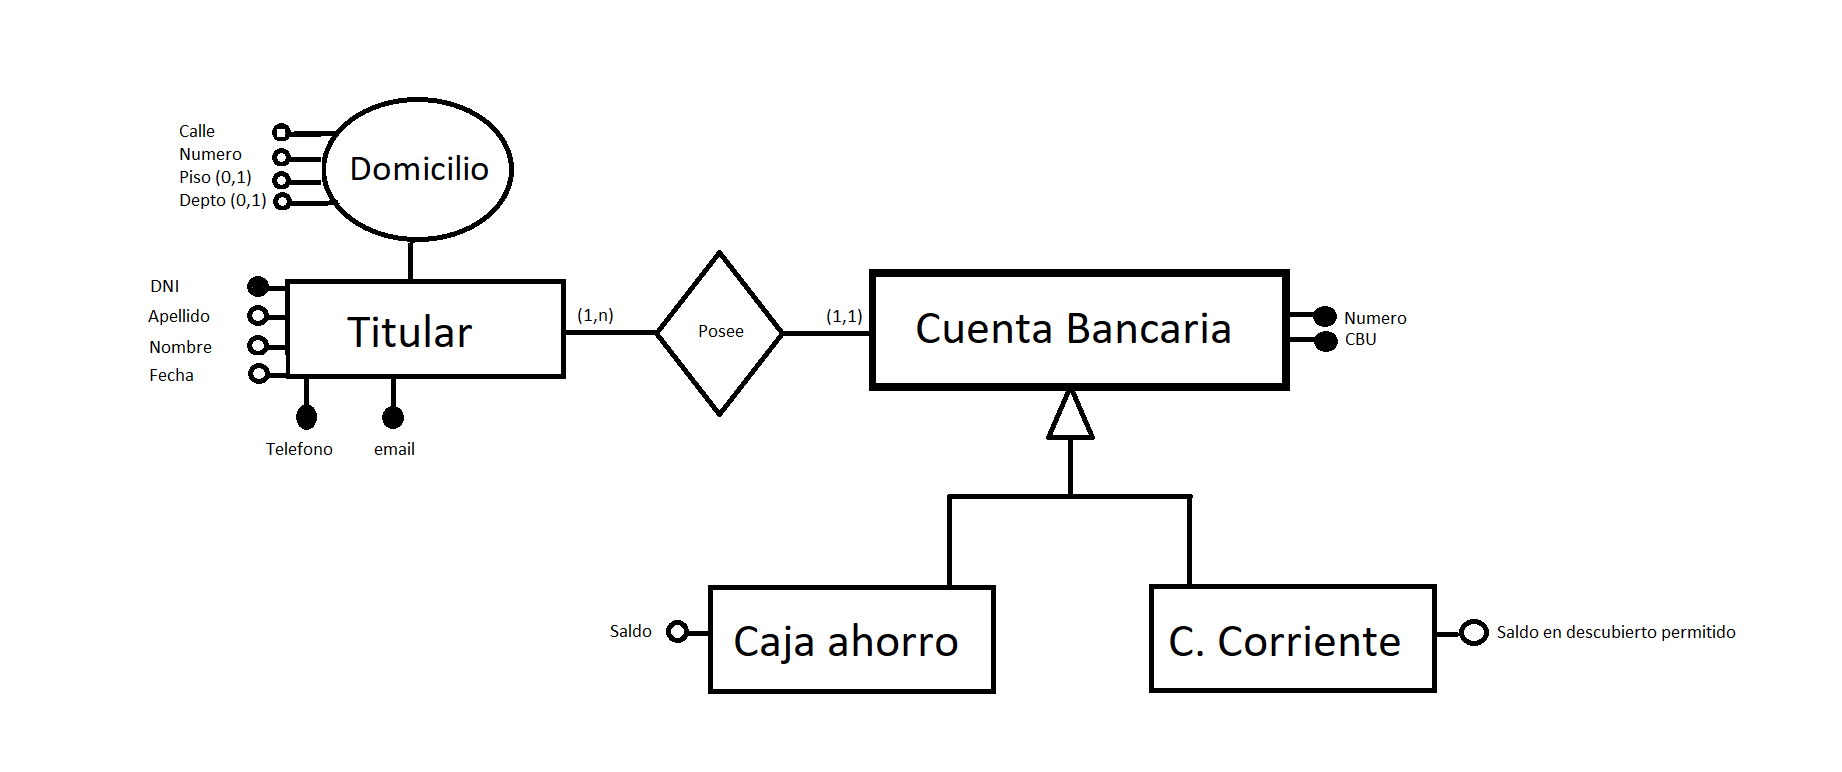 Calle
Numero
Piso (0,1)
Depto (0,1)
Domicilio
DNI
Apellido
Nombre
Fecha
Titular
Telefono
email
(1,n)
Posee
(1,1)
Cuenta Bancaria
Numero
CBU
Saldo
Caja ahorro
C. Corriente
Saldo en descubierto permitido